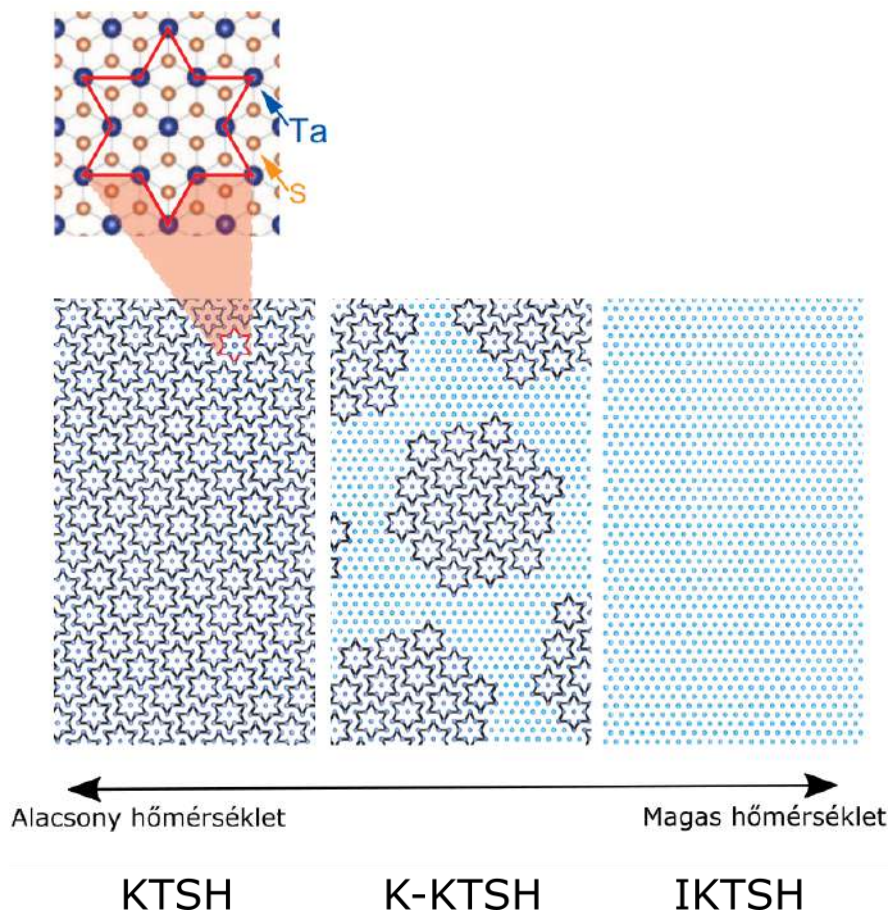 Ta
S
Alacsony hőmérséklet
Magas hőmérséklet
KTSH
K-KTSH
IKTSH